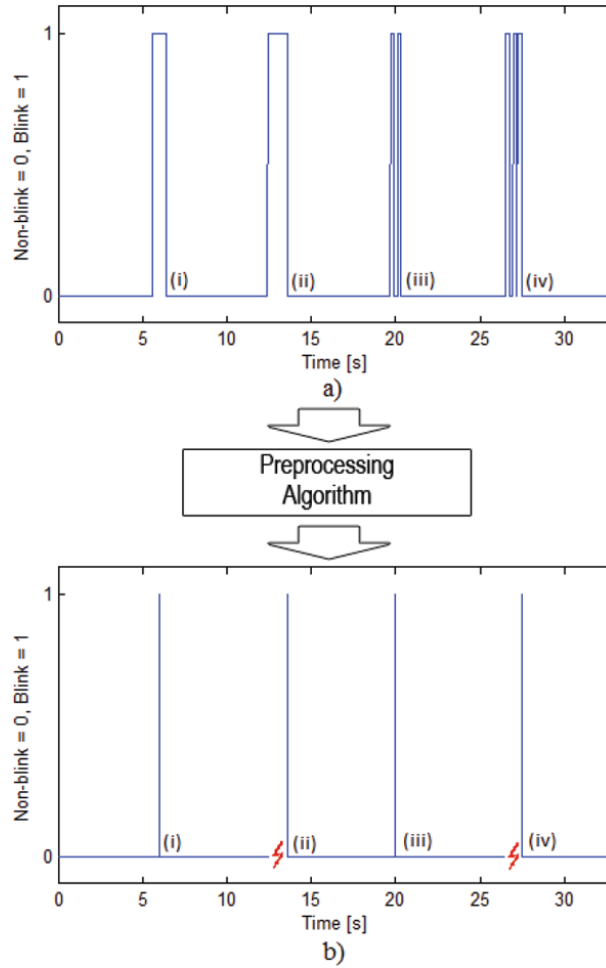 Non-blink = 0, Blink = 1
1
0
(i) (ii) (iii) (iv)
0 5 10 15 20 25 30
Time [s]
a)
Preprocessing
Algorithm
Non-blink = 0, Blink = 1
1
0
(i) (ii) (iii) (iv)
0 5 10 15 20 25 30
Time [s]
b)